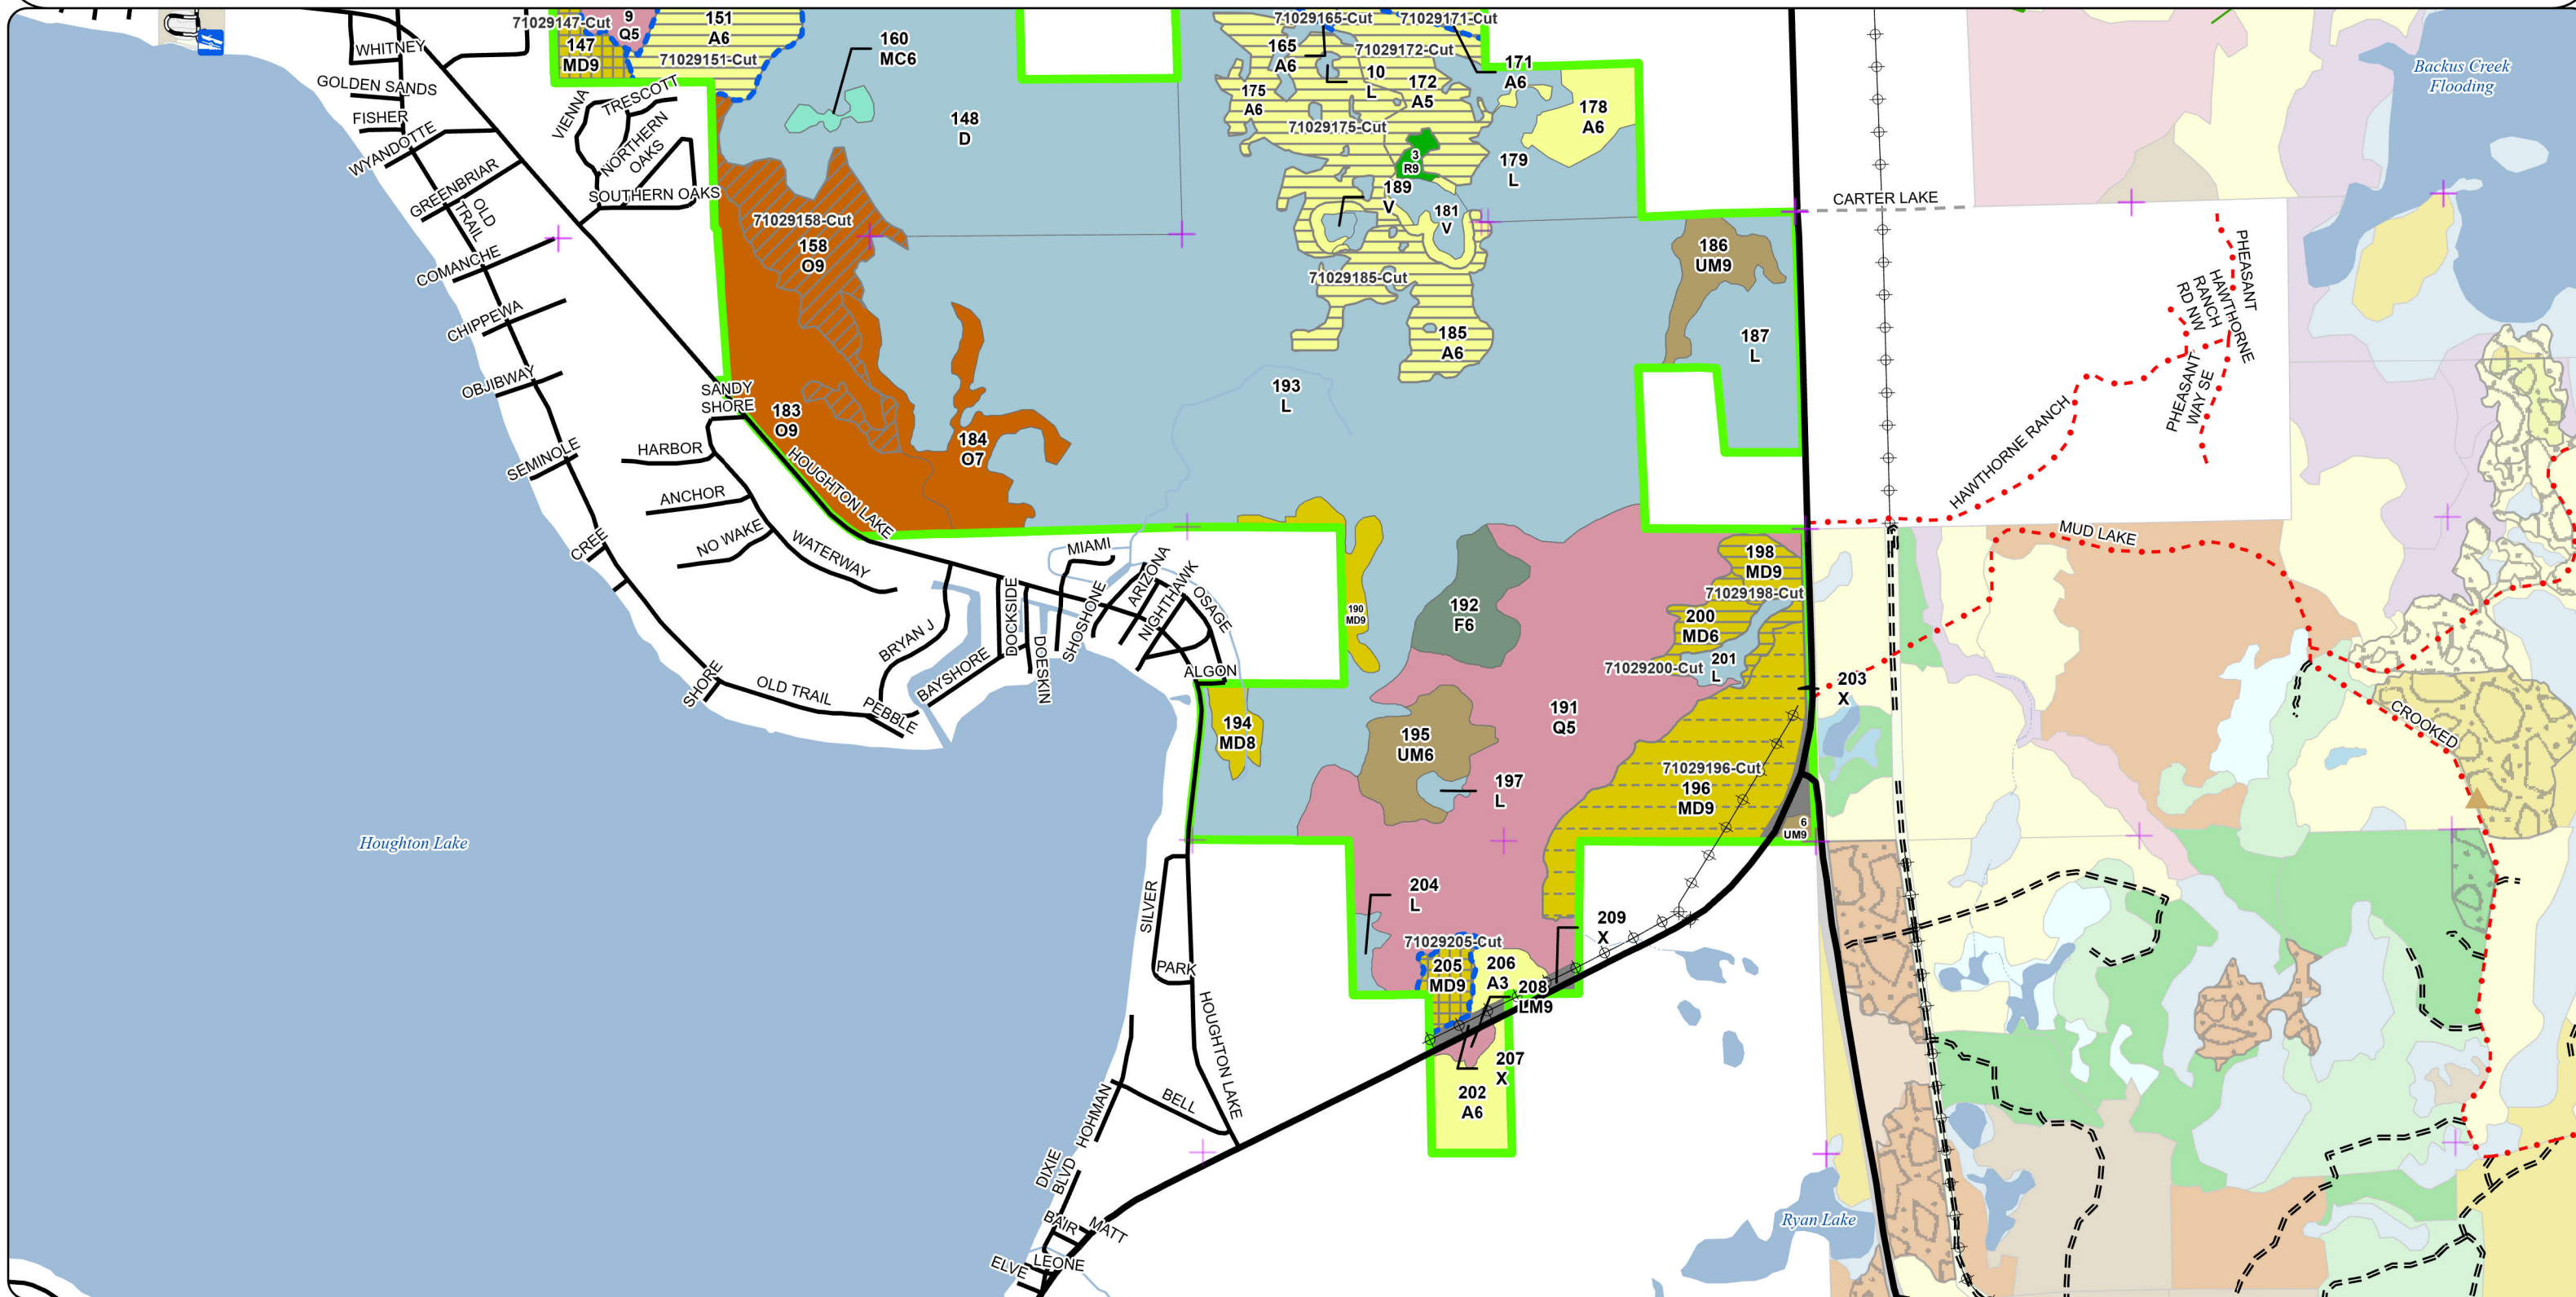 71029147-Cut
9
Q5
151
A6
147
MD9
71029151-Cut
160
MC6
148
D
71029165-Cut
71029171-Cut
165
A6
71029172-Cut
10
L
172
A5
171
A6
175
A6
71029175-Cut
178
A6
3
R9
179
L
189
V
181
V
71029185-Cut
185
A6
186
UM9
187
L
193
L
71029158-Cut
158
O9
183
O9
184
O7
WHITNEY
GOLDEN SANDS
FISHER
WYANDOTTE
GREENBRIAR
OLD
TRAIL
VIENNA
TRESCOTT
NORTHERN
OAKS
SOUTHERN OAKS
COMANCHE
CHIPPEWA
OBJIBWAY
SEMINOLE
CREE
SANDY
SHORE
HARBOR
ANCHOR
NO WAKE
WATERWAY
HOUGHTON LAKE
MIAMI
ARIZONA
NIGHTHAWK
OSAGE
SHOSHONE
DOCKSIDE
DOESKIN
BRYAN J
BAYSHORE
PEBBLE
OLD TRAIL
SHORE
ALGON
190
MD9
192
F6
198
MD9
71029198-Cut
200
MD6
71029200-Cut
201
L
203
X
194
MD8
195
UM6
191
Q5
197
L
71029196-Cut
196
MD9
6
UM9
204
L
209
X
71029205-Cut
205
MD9
206
A3
208
LM9
207
X
202
A6
Houghton Lake
SILVER
PARK
HOUGHTON LAKE
BELL
HOHMAN
DIXIE
BLVD
BAIR
MATT
LEONE
ELVE
CARTER LAKE
Backus Creek
Flooding
PHEASANT
HAWTHORNE
RANCH
RD NW
PHEASANT
WAY SE
HAWTHORNE RANCH
MUD LAKE
CROOKED
Ryan Lake